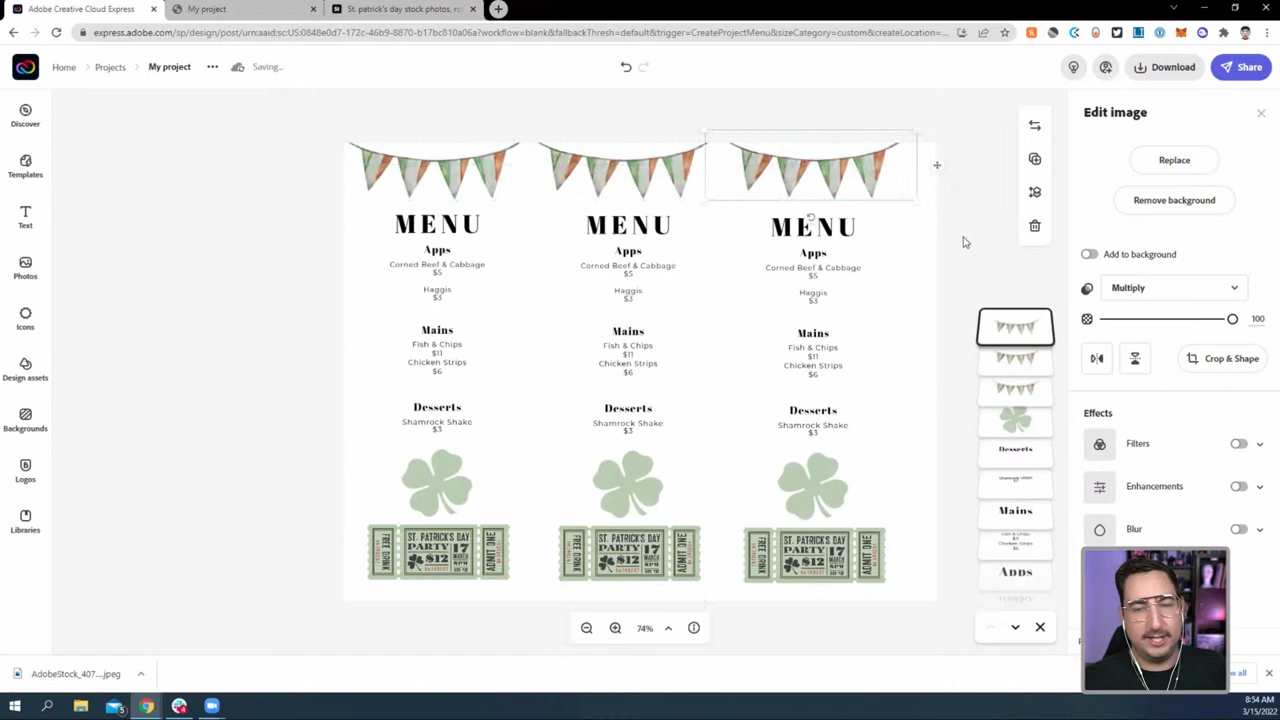 Adobe Creative Cloud Express
My project
St. patrick's day stock photos, ro
express.adobe.com/sp/design/post/urn:aaid:sc:US:0848e0d7-172c-46b9-8870-b17bc810a06a?workflow=blank&fallbackThresh=default&trigger=CreateProjectMenu&sizeCategory=custom&createLocation=...
Home
Projects
My project
Saving...
Download
Share
Discover
Templates
Text
Photos
Icons
Design assets
Backgrounds
Logos
Libraries
MENU
Apps
Corned Beef & Cabbage
$5
Haggis
$3
Mains
Fish & Chips
$11
Chicken Strips
$6
Desserts
Shamrock Shake
$3
FREE DRINK
ST. PATRICK'S DAY
PARTY
$12
17
MARCH
ADMIT ONE
MENU
Apps
Corned Beef & Cabbage
$5
Haggis
$3
Mains
Fish & Chips
$11
Chicken Strips
$6
Desserts
Shamrock Shake
$3
FREE DRINK
ST. PATRICK'S DAY
PARTY
$12
17
MARCH
ADMIT ONE
MENU
Apps
Corned Beef & Cabbage
$5
Haggis
$3
Mains
Fish & Chips
$11
Chicken Strips
$6
Desserts
Shamrock Shake
$3
FREE DRINK
ST. PATRICK'S DAY
PARTY
$12
17
MARCH
ADMIT ONE
Desserts
Mains
Fish & Chips
Chicken Strips
$6
Apps
74%
Edit image
Replace
Remove background
Add to background
Multiply
100
Crop & Shape
Effects
Filters
Enhancements
Blur
AdobeStock_407....jpeg
all
8:54 AM
3/15/2022